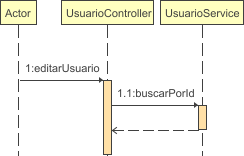 Actor
UsuarioController
UsuarioService
1:editarUsuario
1.1:buscarPorId